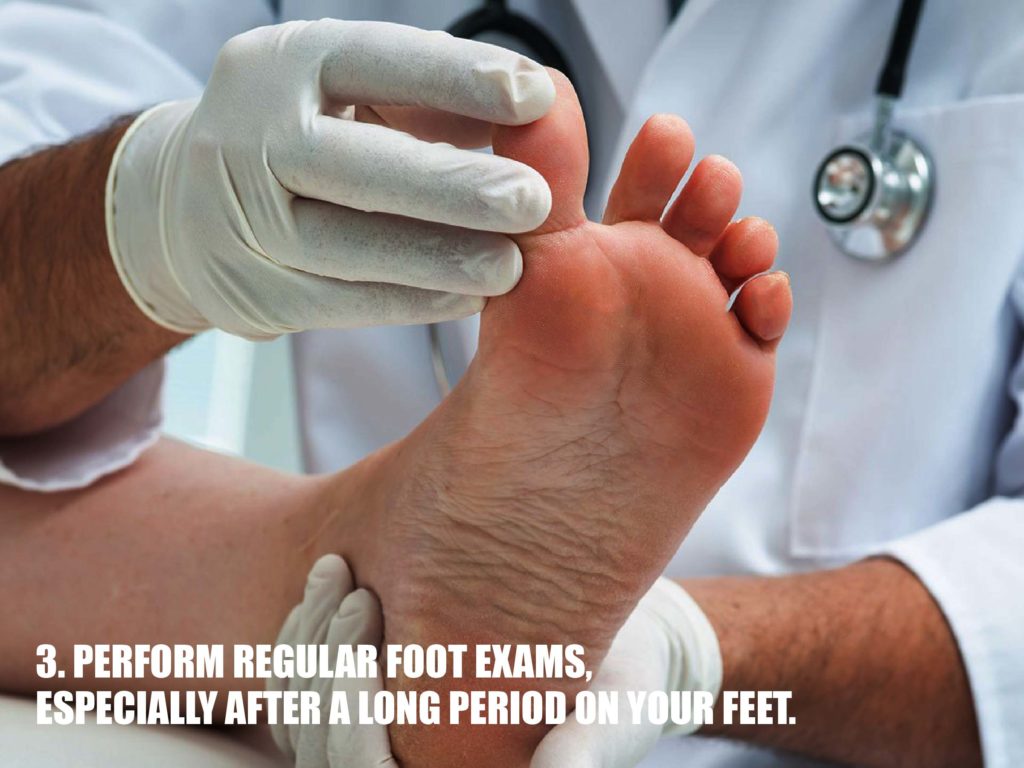 3. PERFORM REGULAR FOOT EXAMS,
ESPECIALLY AFTER A LONG PERIOD ON YOUR FEET.